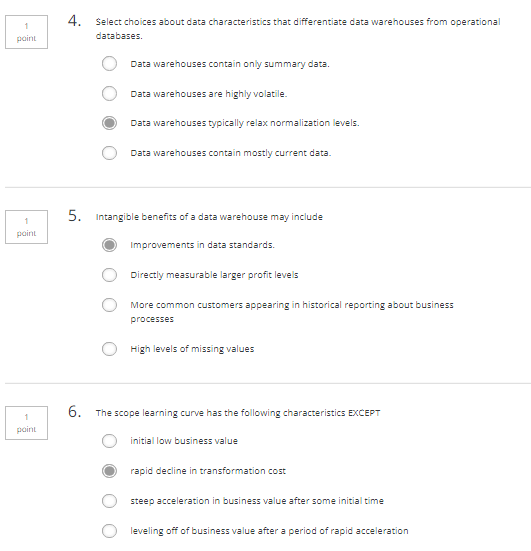 1
point
4. Select choices about data characteristics that differentiate data warehouses from operational
databases.
Data warehouses contain only summary data.
Data warehouses are highly volatile.
Data warehouses typically relax normalization levels.
Data warehouses contain mostly current data.
1
point
5. Intangible benefits of a data warehouse may include
Improvements in data standards.
Directly measurable larger profit levels
More common customers appearing in historical reporting about business
processes
High levels of missing values
1
point
6. The scope learning curve has the following characteristics EXCEPT
initial low business value
rapid decline in transformation cost
steep acceleration in business value after some initial time
leveling off of business value after a period of rapid acceleration